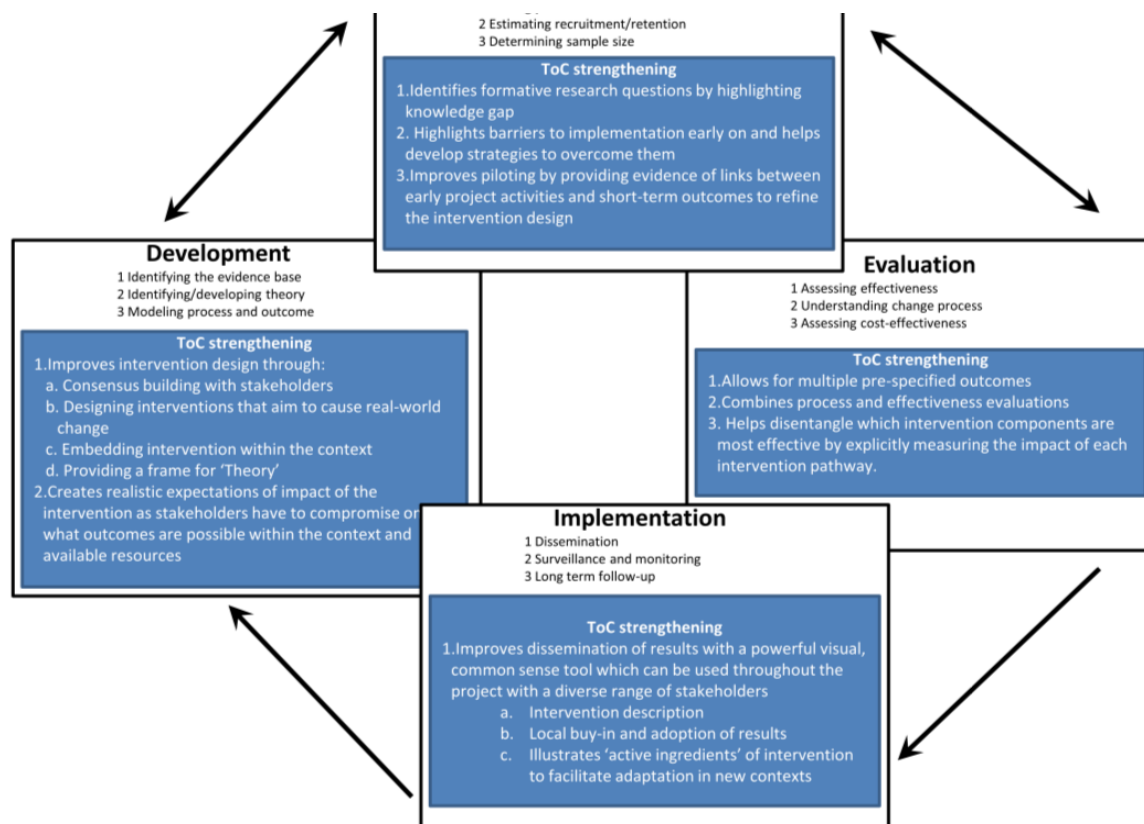 2 Estimating recruitment/retention
3 Determining sample size
ToC strengthening
1.Identifies formative research questions by highlighting
knowledge gap
2. Highlights barriers to implementation early on and helps
develop strategies to overcome them
3.Improves piloting by providing evidence of links between
early project activities and short-term outcomes to refine
the intervention design
Development
1 Identifying the evidence base
2 Identifying/developing theory
3 Modeling process and outcome
ToC strengthening
1.Improves intervention design through:
a. Consensus building with stakeholders
b. Designing interventions that aim to cause real-world
change
c. Embedding intervention within the context
d. Providing a frame for ‘Theory’
2.Creates realistic expectations of impact of the
intervention as stakeholders have to compromise on
what outcomes are possible within the context and
available resources
Evaluation
1 Assessing effectiveness
2 Understanding change process
3 Assessing cost-effectiveness
ToC strengthening
1.Allows for multiple pre-specified outcomes
2.Combines process and effectiveness evaluations
3. Helps disentangle which intervention components are
most effective by explicitly measuring the impact of each
intervention pathway.
Implementation
1 Dissemination
2 Surveillance and monitoring
3 Long term follow-up
ToC strengthening
1.Improves dissemination of results with a powerful visual,
common sense tool which can be used throughout the
project with a diverse range of stakeholders
a. Intervention description
b. Local buy-in and adoption of results
c. Illustrates ‘active ingredients’ of intervention
to facilitate adaptation in new contexts